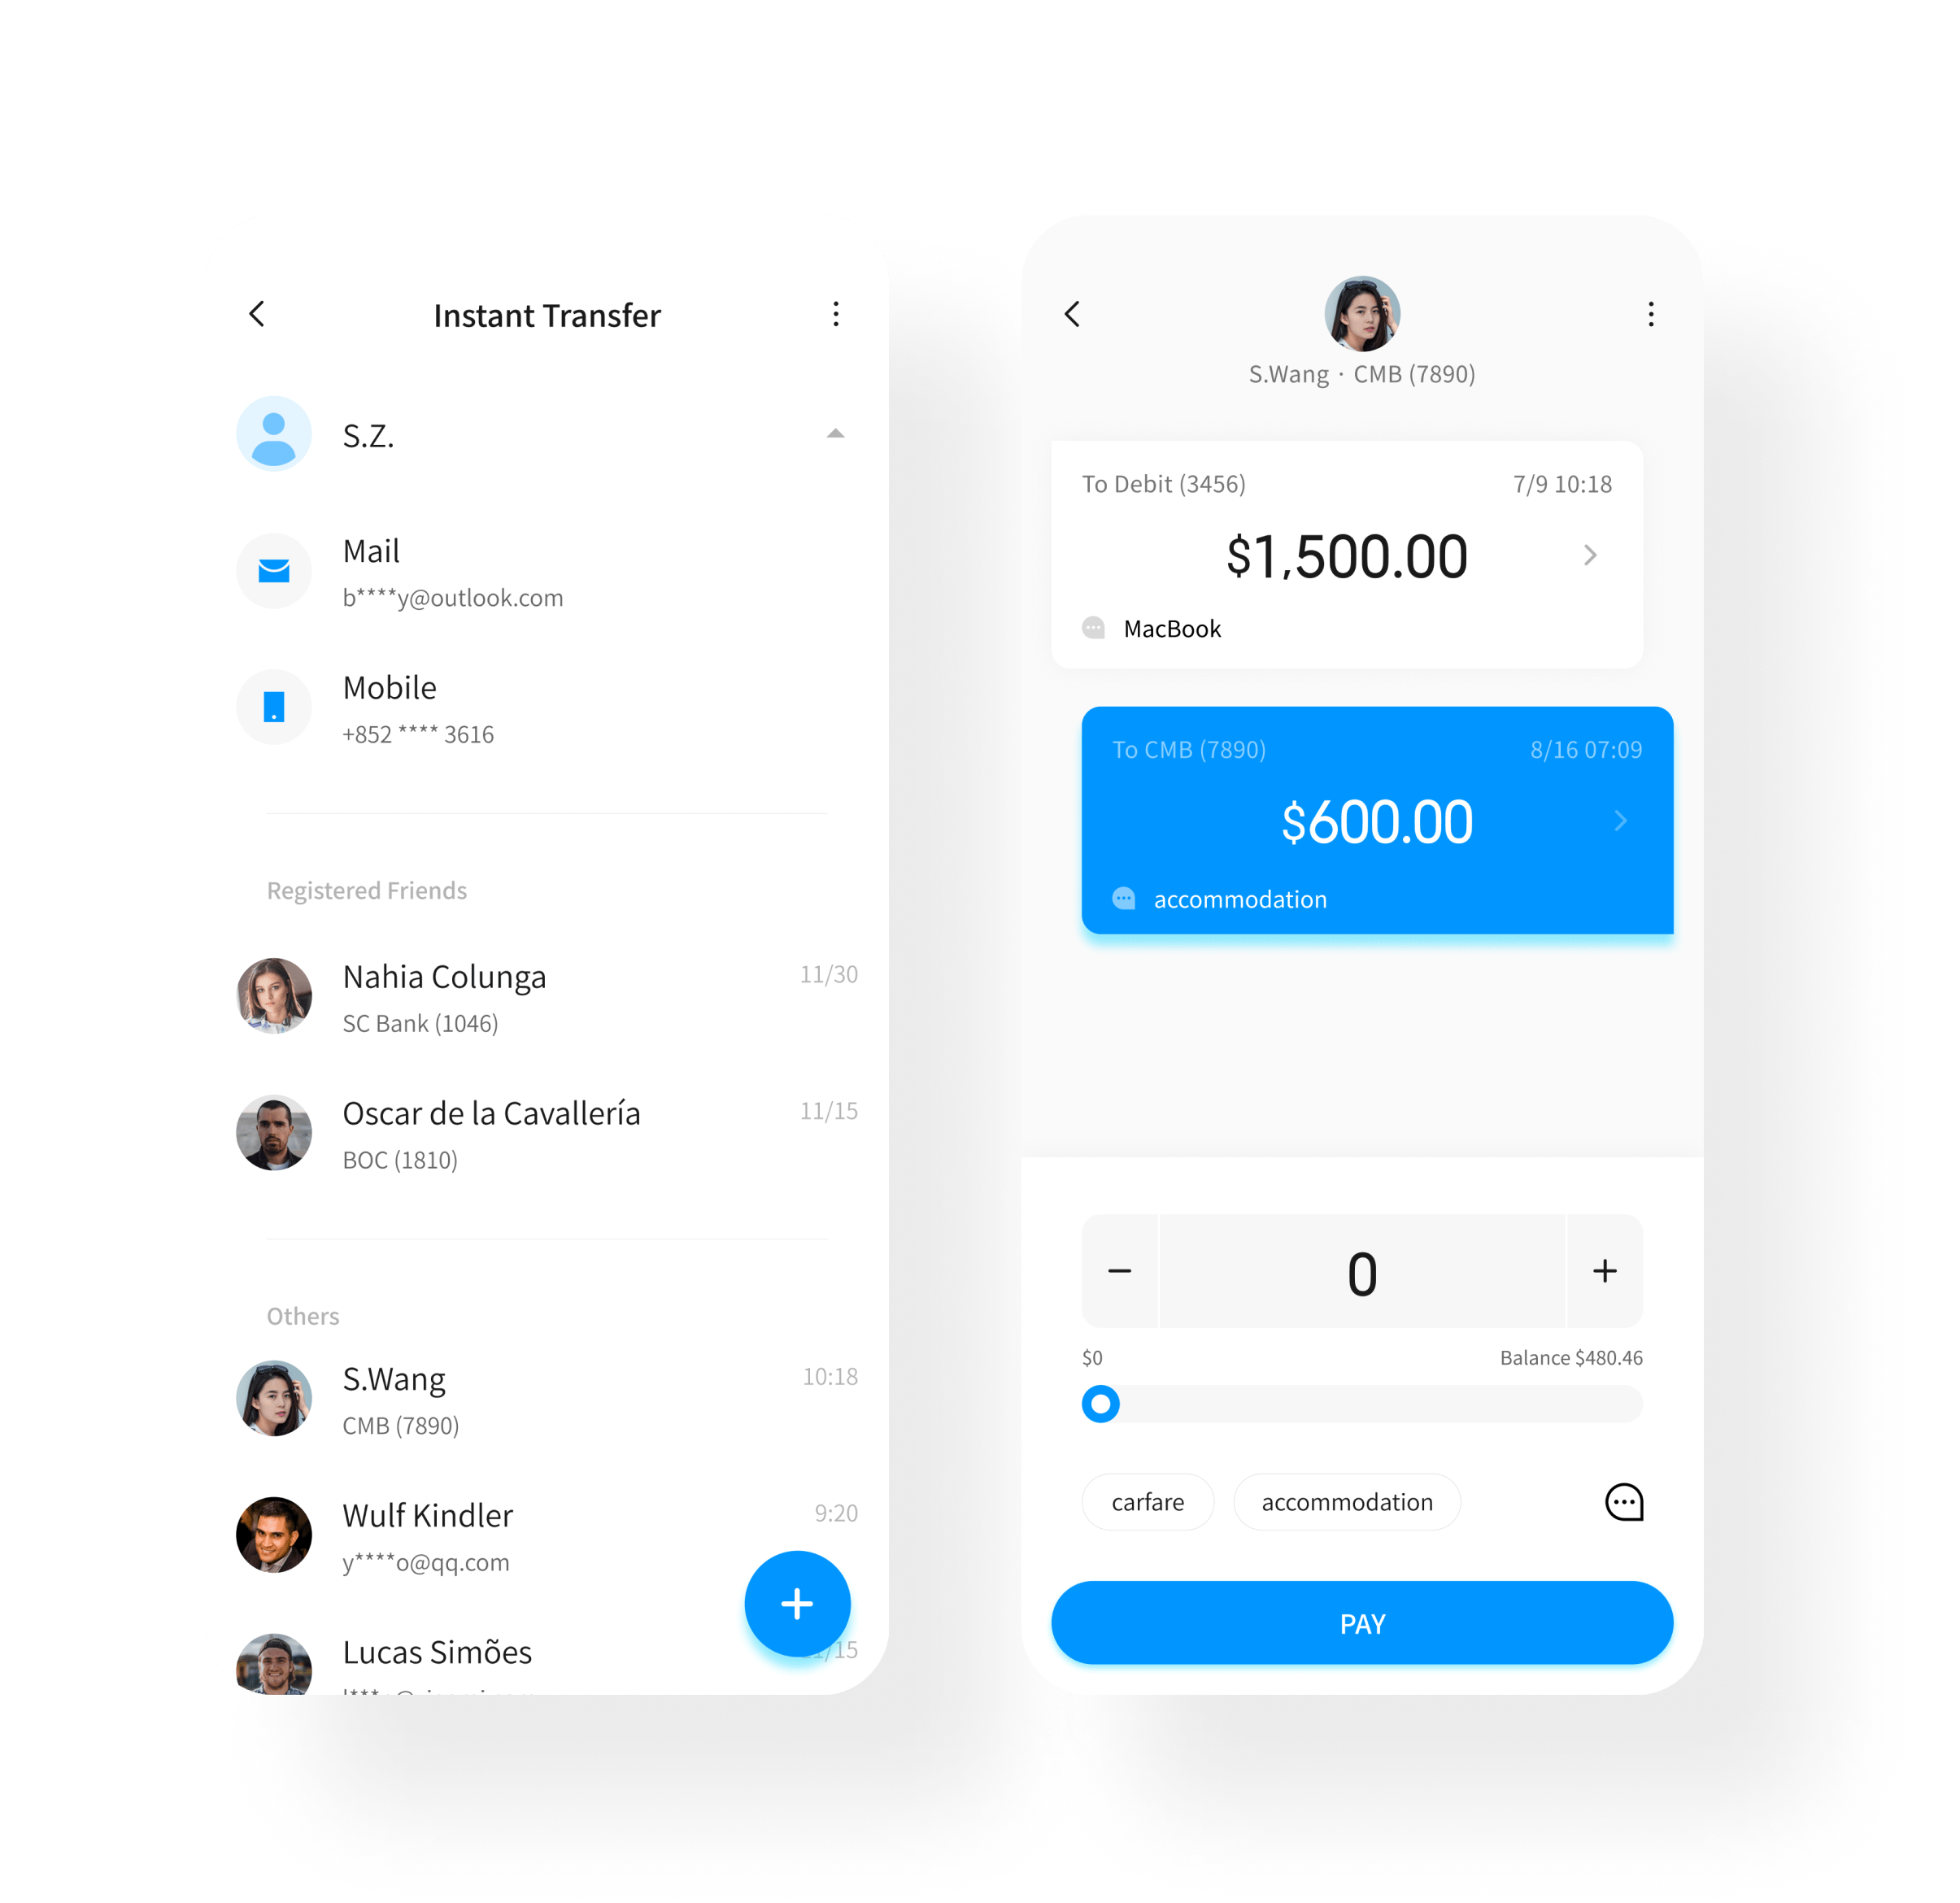 Instant Transfer
S.Z.
Mail
b****y@outlook.com
Mobile
+852 **** 3616
Registered Friends
Nahia Colunga
11/30
SC Bank (1046)
Oscar de la Cavallería
11/15
BOC (1810)
Others
S.Wang
10:18
CMB (7890)
Wulf Kindler
9:20
y****o@qq.com
Lucas Simões
/15
S.Wang · CMB (7890)
To Debit (3456)
7/9 10:18
$1,500.00
MacBook
To CMB (7890)
8/16 07:09
$600.00
accommodation
0
$0
Balance $480.46
carfare
accommodation
PAY